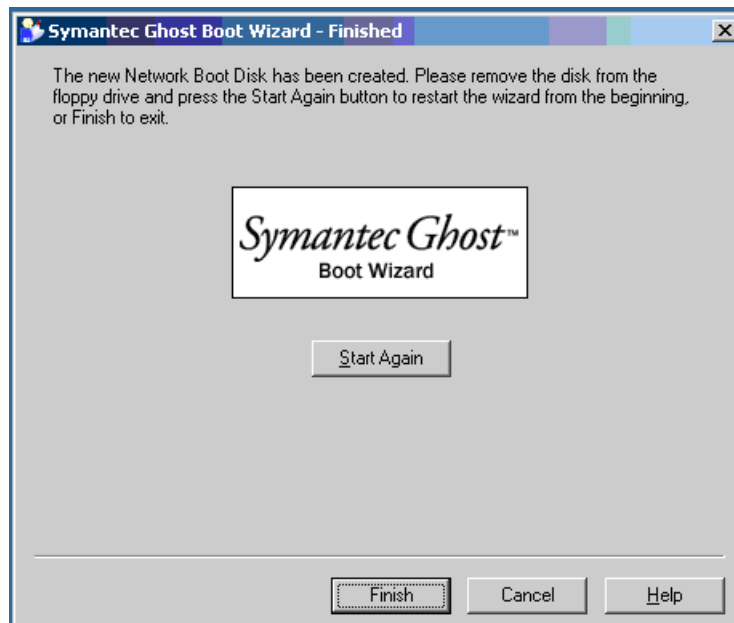 Symantec Ghost Boot Wizard - Finished
The new Network Boot Disk has been created. Please remove the disk from the
floppy drive and press the Start Again button to restart the wizard from the beginning,
or Finish to exit.
Symantec Ghost™
Boot Wizard
Start Again
Finish
Cancel
Help